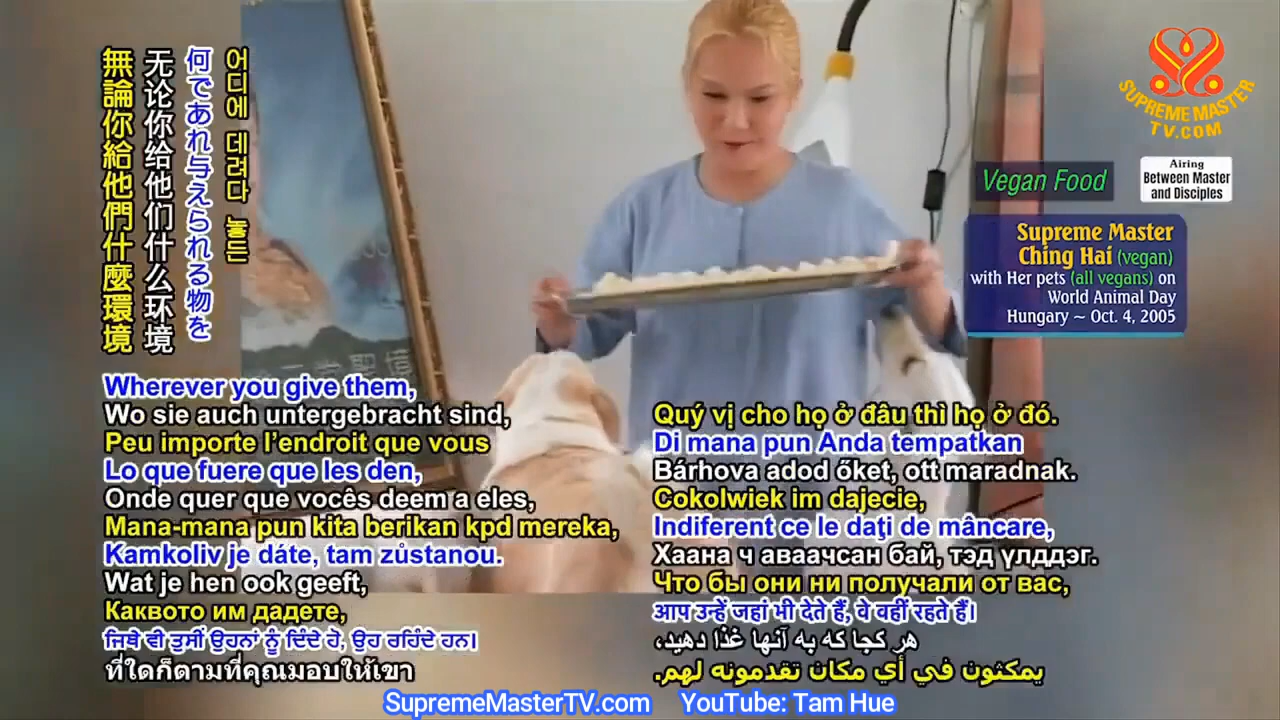 어디에 데려다 놓든
何であれ与えられる物を
无论你给他们什么环境
無論你給他們什麼環境
SUPREME MASTER
TV.COM
Vegan Food
Airing
Between Master
and Disciples
Supreme Master
Ching Hai (vegan)
with Her pets (all vegans) on
World Animal Day
Hungary ~ Oct. 4, 2005
Wherever you give them,
Wo sie auch untergebracht sind,
Peu importe l’endroit que vous
Lo que fuere que les den,
Onde quer que vocês deem a eles,
Mana-mana pun kita berikan kpd mereka,
Kamkoliv je dáte, tam zůstanou.
Wat je hen ook geeft,
Каквото им дадете,
ਜਿਥੇ ਵੀ ਤੁਸੀਂ ਉਹਨਾਂ ਨੂੰ ਦਿੰਦੇ ਹੋ, ਉਹ ਰਹਿੰਦੇ ਹਨ।
ที่ใดก็ตามที่คุณมอบให้เขา
Quý vị cho họ ở đâu thì họ ở đó.
Di mana pun Anda tempatkan
Bárhova adod őket, ott maradnak.
Cokolwiek im dajecie,
Indiferent ce le daţi de mâncare,
Хаана ч аваачсан бай, тэд үлддэг.
Что бы они ни получали от вас,
आप उन्हें जहां भी देते हैं, वे वहीं रहते हैं।
هر کجا که به آنها غذا دهید،
يمكثون في أي مكان تقدمونه لهم.
SupremeMasterTV.com YouTube: Tam Hue